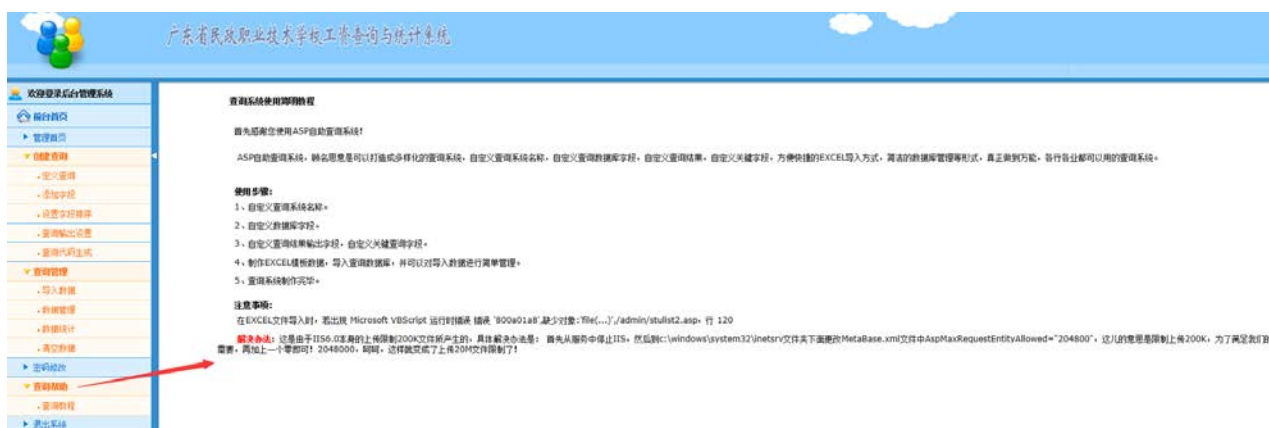 广东省民政职业技术学校工资查询与统计系统
欢迎登录后台管理系统
前台首页
管理首页
创建查询
定义查询
添加字段
设置字段排序
查询输出设置
查询代码生成
查询管理
导入数据
数据管理
数据统计
清空数据
密码修改
查询帮助
查询教程
退出系统
查询系统使用简明教程
首先感谢您使用ASP自助查询系统!
ASP自助查询系统，顾名思意是可以打造成多样化的查询系统，自定义查询系统名称，自定义查询数据库字段，自定义查询结果，自定义关键字段，方便快捷的EXCEL导入方式，简洁的数据库管理等形式，真正做到万能，各行各业都可以用的查询系统。
使用步骤:
1、自定义查询系统名称。
2、自定义数据库字段。
3、自定义查询结果输出字段，自定义关键查询字段。
4、制作EXCEL模板数据，导入查询数据库，并可以对导入数据进行简单管理。
5、查询系统制作完毕。
注意事项:
在EXCEL文件导入时，若出现 Microsoft VBScript 运行时错误 错误 '800a01a8',缺少对象:'file(...)',/admin/stulist2.asp，行 120
解决办法：这是由于IIS6.0本身的上传限制200K文件所产生的，具体解决办法是： 首先从服务中停止IIS，然后到c:\windows\system32\inetsrv文件夹下面更改MetaBase.xml文件中AspMaxRequestEntityAllowed="204800"，这儿的意思是限制上传200K，为了满足我们的
需要，再加上一个零即可！2048000，呵呵，这样就变成了上传20M文件限制了！